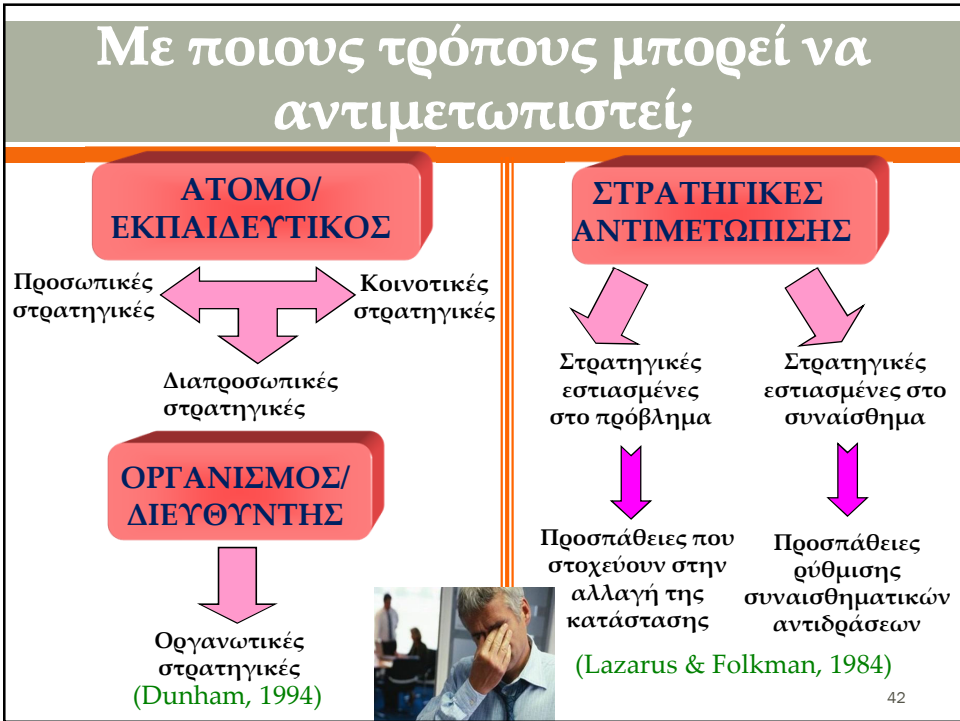 Με ποιους τρόπους μπορεί να
αντιμετωπιστεί;
ΑΤΟΜΟ/
ΕΚΠΑΙΔΕΥΤΙΚΟΣ
Προσωπικές
στρατηγικές
Κοινοτικές
στρατηγικές
Διαπροσωπικές
στρατηγικές
ΟΡΓΑΝΙΣΜΟΣ/
ΔΙΕΥΘΥΝΤΗΣ
Οργανωτικές
στρατηγικές
(Dunham, 1994)
ΣΤΡΑΤΗΓΙΚΕΣ
ΑΝΤΙΜΕΤΩΠΙΣΗΣ
Στρατηγικές
εστιασμένες
στο πρόβλημα
Στρατηγικές
εστιασμένες στο
συναίσθημα
Προσπάθειες που
στοχεύουν στην
αλλαγή της
κατάστασης
Προσπάθειες
ρύθμισης
συναισθηματικών
αντιδράσεων
(Lazarus & Folkman, 1984)
42